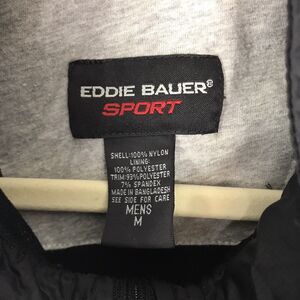 EDDIE BAUER®
SPORT
SHELL:100% NYLON
LINING:
100% POLYESTER
TRIM:93%POLYESTER
7% SPANDEX
MADE IN BANGLADESH
SEE SIDE FOR CARE
MENS
M